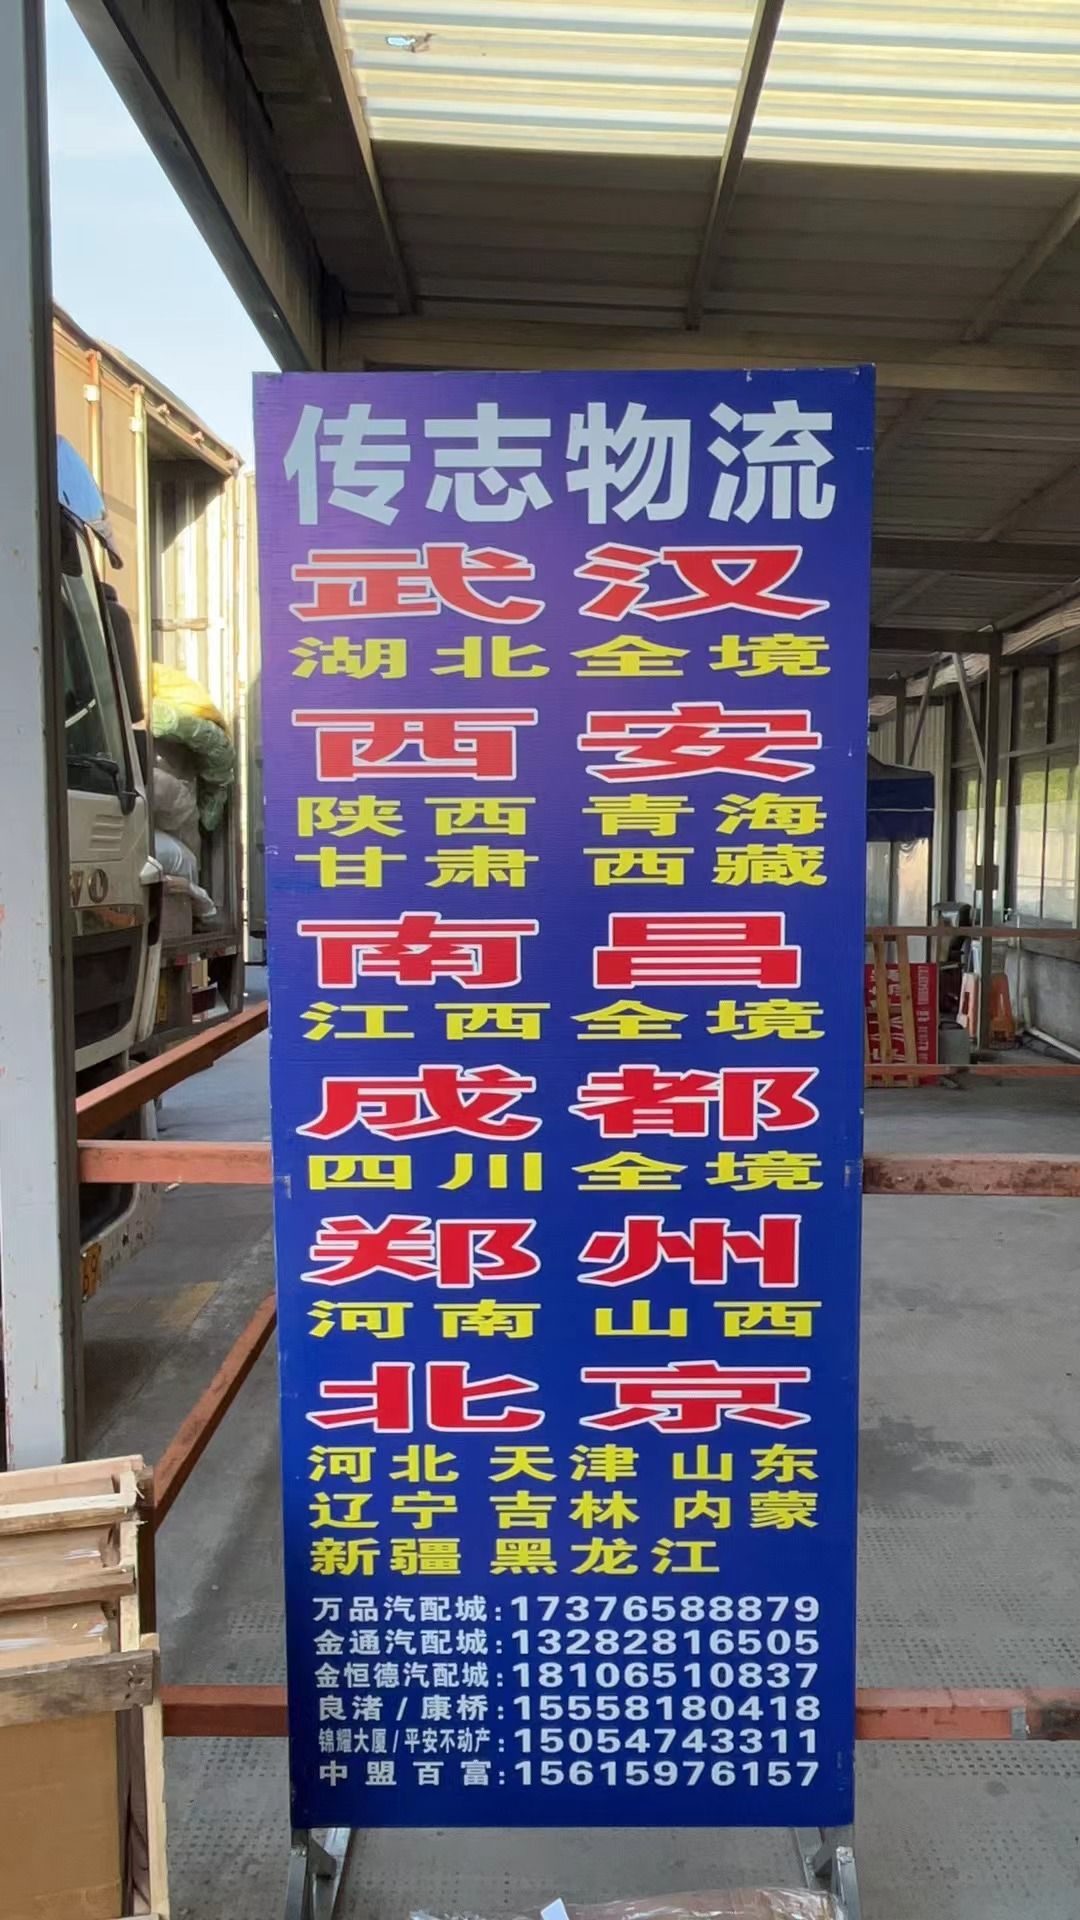 传志物流
武汉
湖北全境
西安
陕西 青海
甘肃 西藏
南昌
江西全境
成都
四川全境
郑州
河南 山西
北京
河北 天津 山东
辽宁 吉林 内蒙
新疆 黑龙江
万品汽配城:17376588879
金通汽配城:13282816505
金恒德汽配城:18106510837
良渚/康桥:15558180418
锦耀大厦/平安不动产:15054743311
中盟百富:15615976157